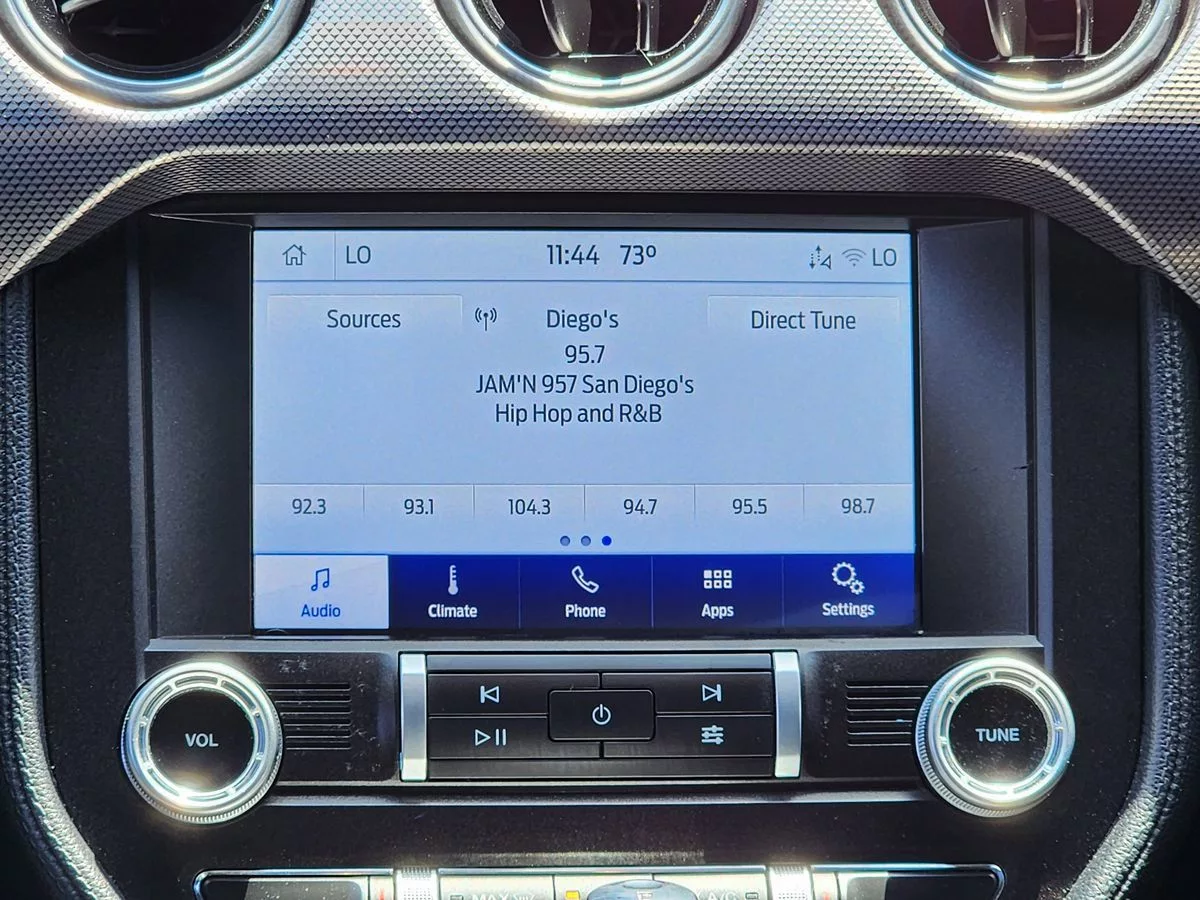 LO 11:44 73° LO
Sources Diego's Direct Tune
95.7
JAM'N 957 San Diego's
Hip Hop and R&B
92.3 93.1 104.3 94.7 95.5 98.7
Audio Climate Phone Apps Settings
VOL TUNE
MAX A/C